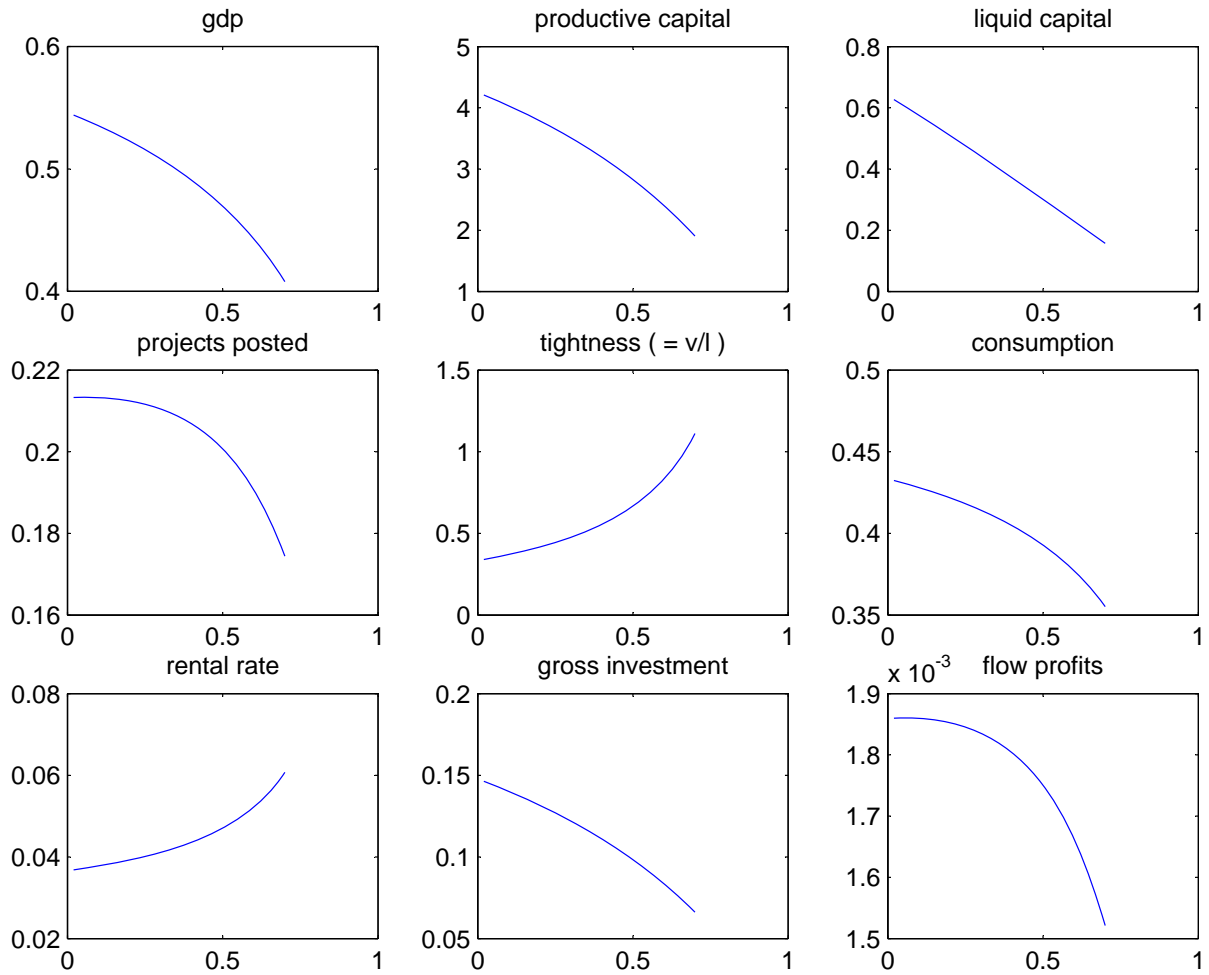 gdp
0.6
0.5
0.4
0 0.5 1
productive capital
5
4
3
2
1
0 0.5 1
liquid capital
0.8
0.6
0.4
0.2
0
0 0.5 1
projects posted
0.22
0.2
0.18
0.16
0 0.5 1
tightness ( = v/l )
1.5
1
0.5
0
0 0.5 1
consumption
0.5
0.45
0.4
0.35
0 0.5 1
rental rate
0.08
0.06
0.04
0.02
0 0.5 1
gross investment
0.2
0.15
0.1
0.05
0 0.5 1
x 10^-3 flow profits
1.9
1.8
1.7
1.6
1.5
0 0.5 1